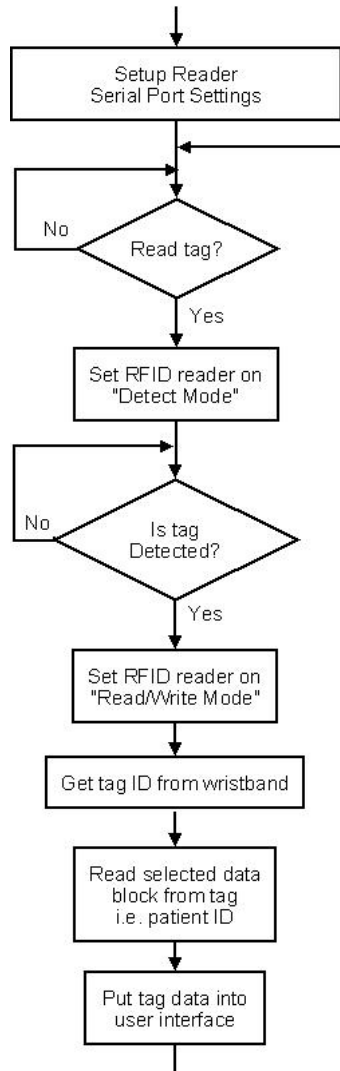 Setup Reader
Serial Port Settings
No
Read tag?
Yes
Set RFID reader on
"Detect Mode"
No
Is tag
Detected?
Yes
Set RFID reader on
"Read/Write Mode"
Get tag ID from wristband
Read selected data
block from tag
i.e. patient ID
Put tag data into
user interface